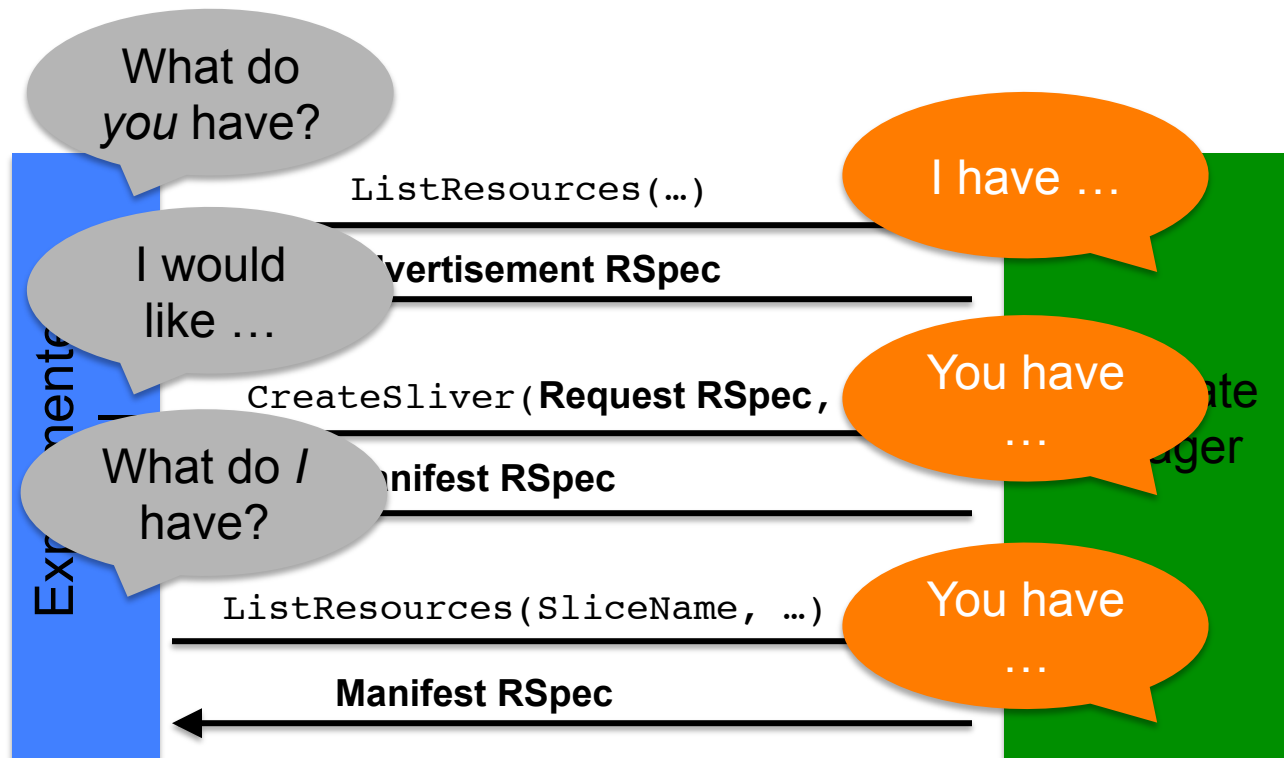 What do
you have?
ListResources(…)
I have …
I would
like …
vertisement RSpec
CreateSliver(Request RSpec,
You have
…
ate
ager
What do I
have?
nifest RSpec
ListResources(SliceName, …)
You have
…
Manifest RSpec